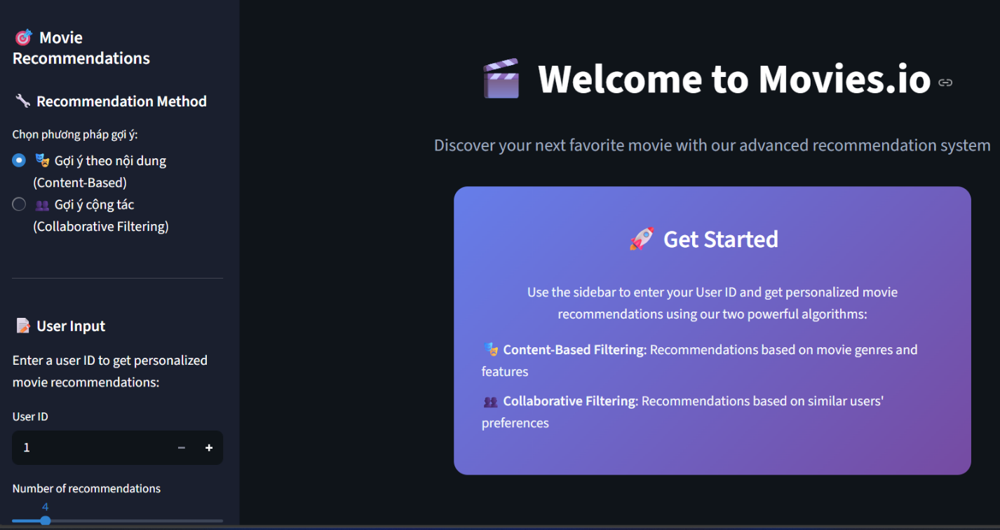 🎯 Movie
Recommendations
🔧 Recommendation Method
Chọn phương pháp gợi ý:
🎭 Gợi ý theo nội dung
(Content-Based)
👥 Gợi ý cộng tác
(Collaborative Filtering)
📝 User Input
Enter a user ID to get personalized
movie recommendations:
User ID
1
Number of recommendations
4
🎬 Welcome to Movies.io
Discover your next favorite movie with our advanced recommendation system
🚀 Get Started
Use the sidebar to enter your User ID and get personalized movie
recommendations using our two powerful algorithms:
🎭 Content-Based Filtering: Recommendations based on movie genres and
features
👥 Collaborative Filtering: Recommendations based on similar users'
preferences